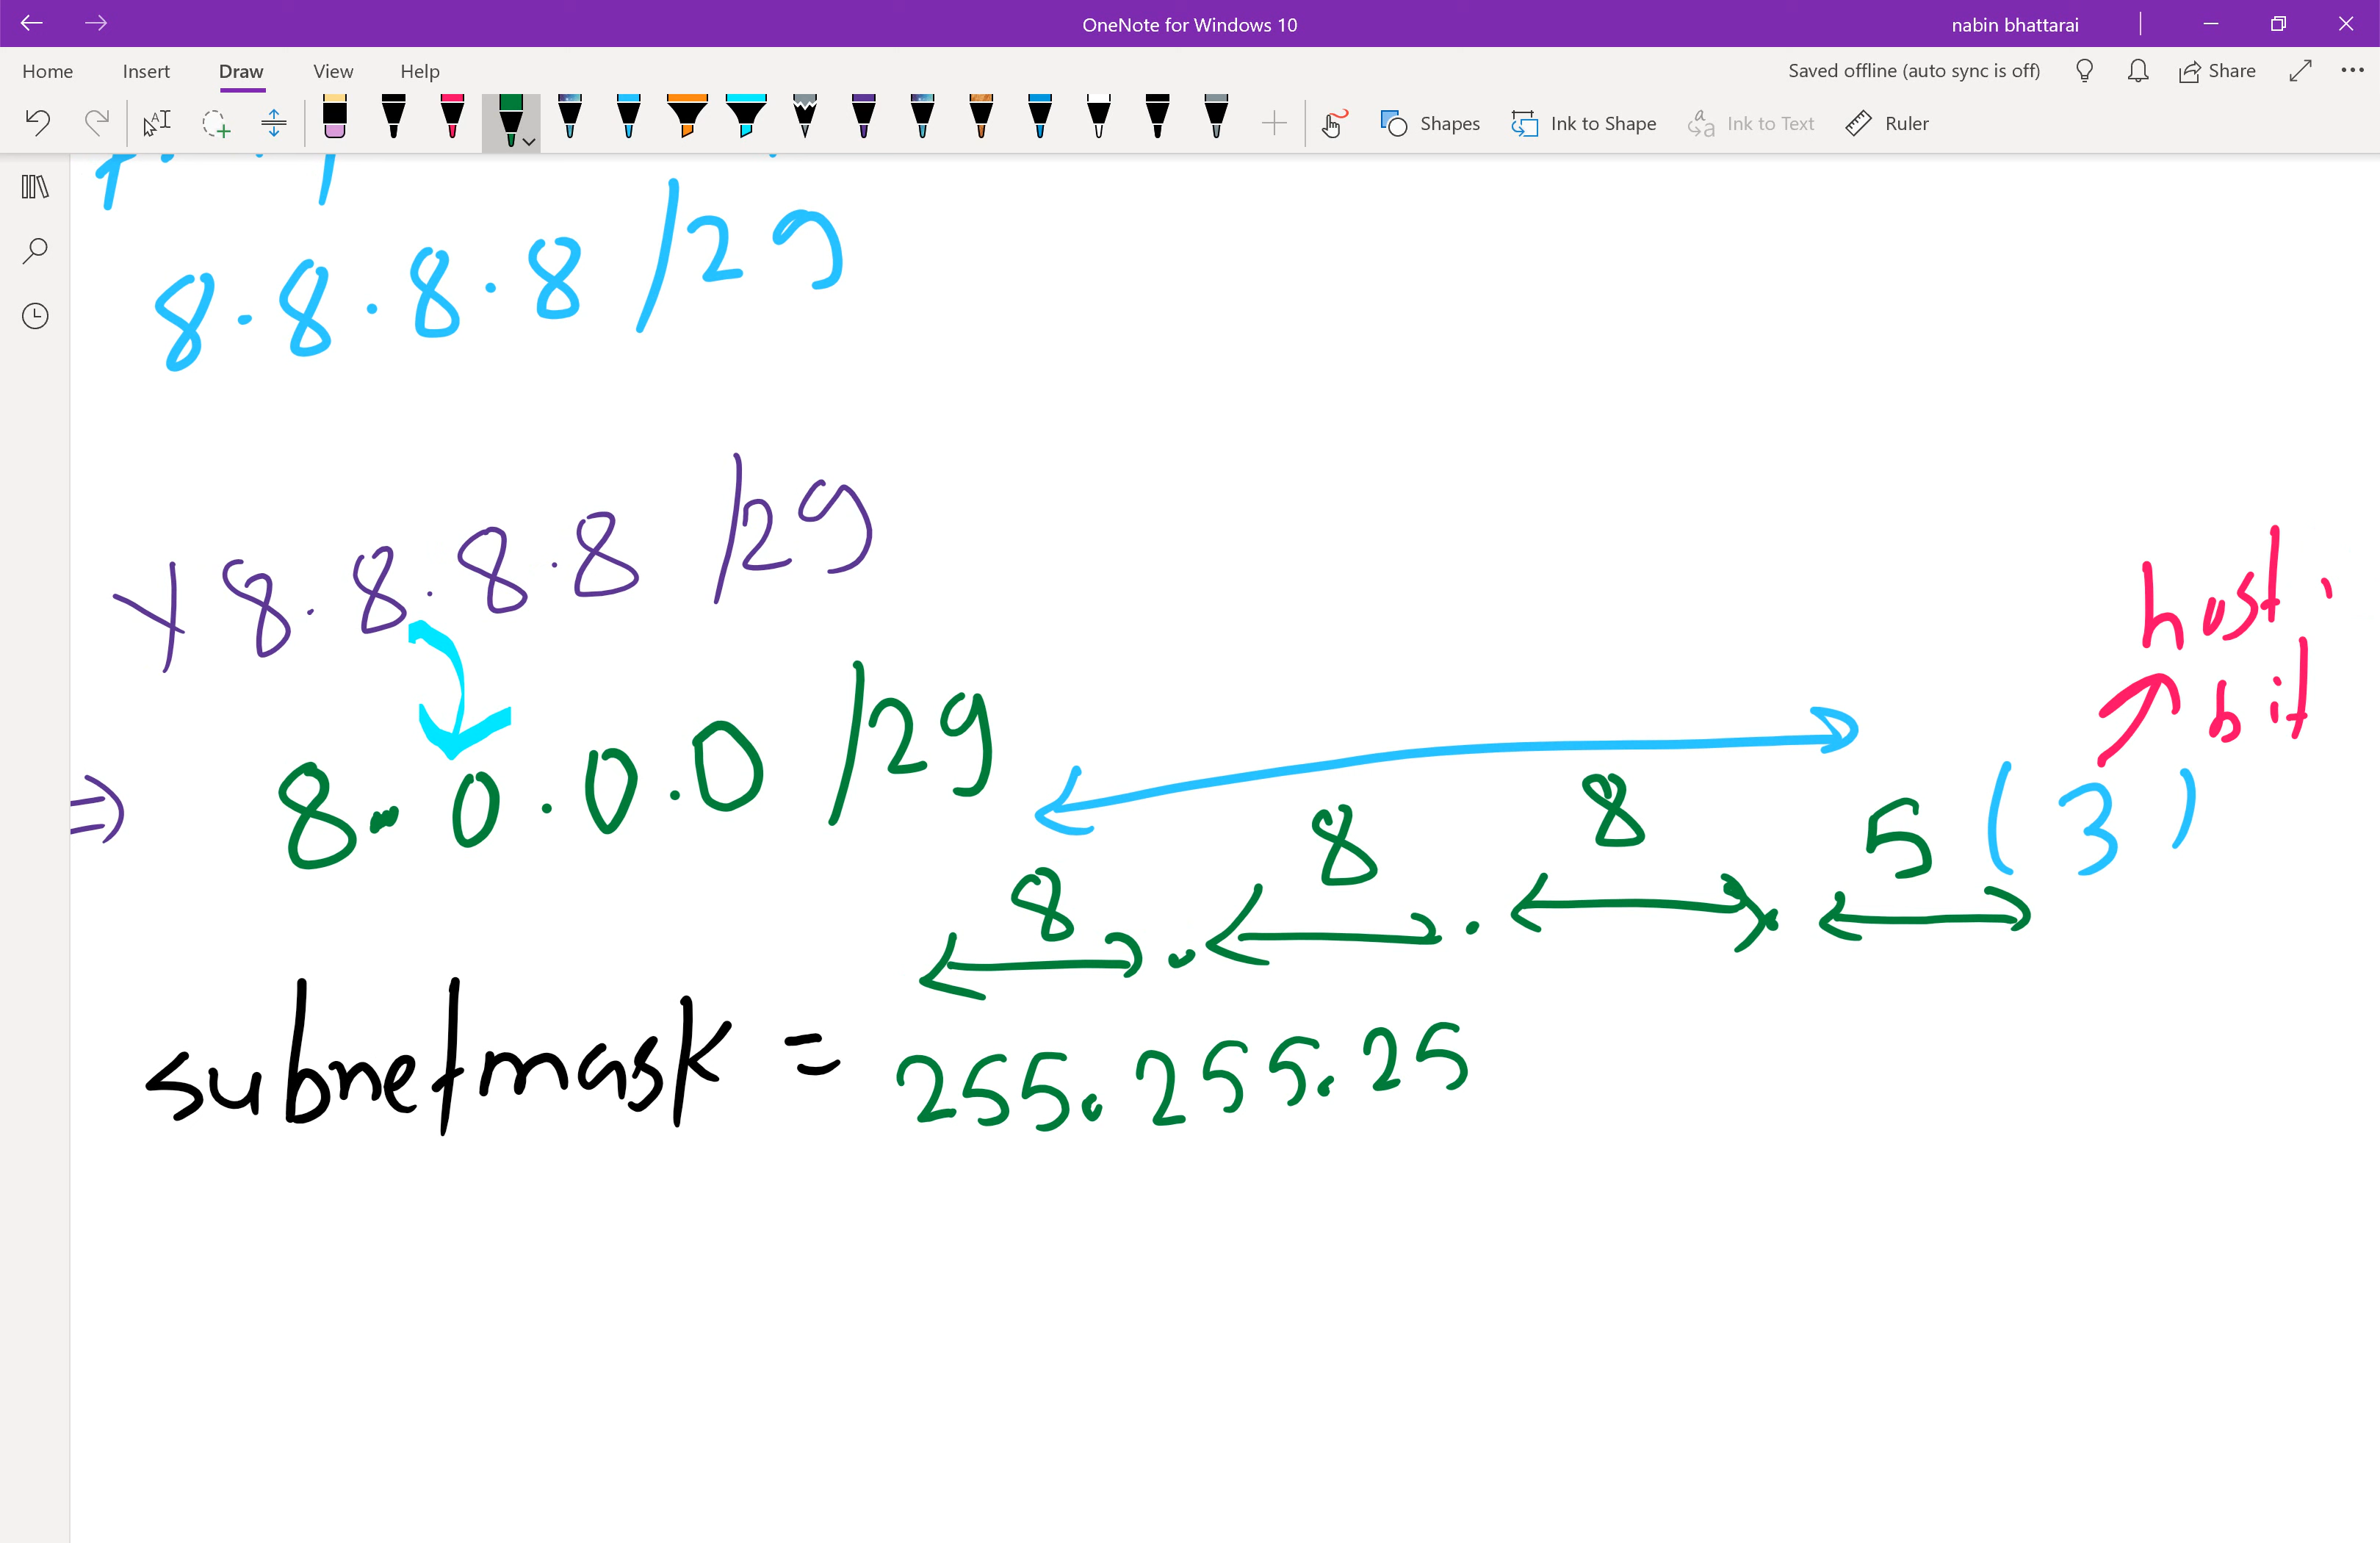 OneNote for Windows 10
nabin bhattarai
Home Insert Draw View Help
Saved offline (auto sync is off) Share
Shapes Ink to Shape Ink to Text Ruler
8.8.8.8 /29
8.8.8.8 /29
host
bit
⇒ 8.0.0.0 /29
8 8 8 5 (3)
subnetmask = 255.255.25